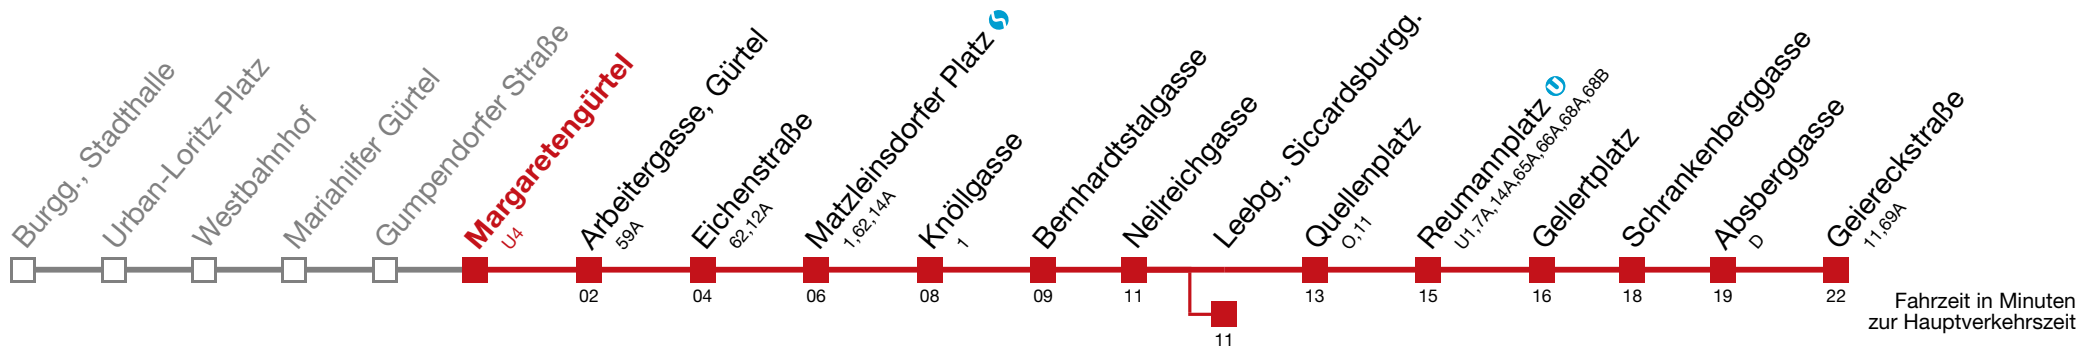 Burgg., Stadthalle
Urban-Loritz-Platz
Westbahnhof
Mariahilfer Gürtel
Gumpendorfer Straße
Margaretengürtel
U4
Arbeitergasse, Gürtel
59A
Eichenstraße
62,12A
Matzleinsdorfer Platz
1,62,14A
Knöllgasse
1
Bernhardtstalgasse
Neilreichgasse
Leebg., Siccardsburgg.
Quellenplatz
O,11
Reumannplatz U
U1,7A,14A,65A,66A,68A,68B
Gellertplatz
Schrankenberggasse
Absberggasse
D
Geiereckstraße
11,69A
02 04 06 08 09 11 13 15 16 18 19 22
11
Fahrzeit in Minuten
zur Hauptverkehrszeit